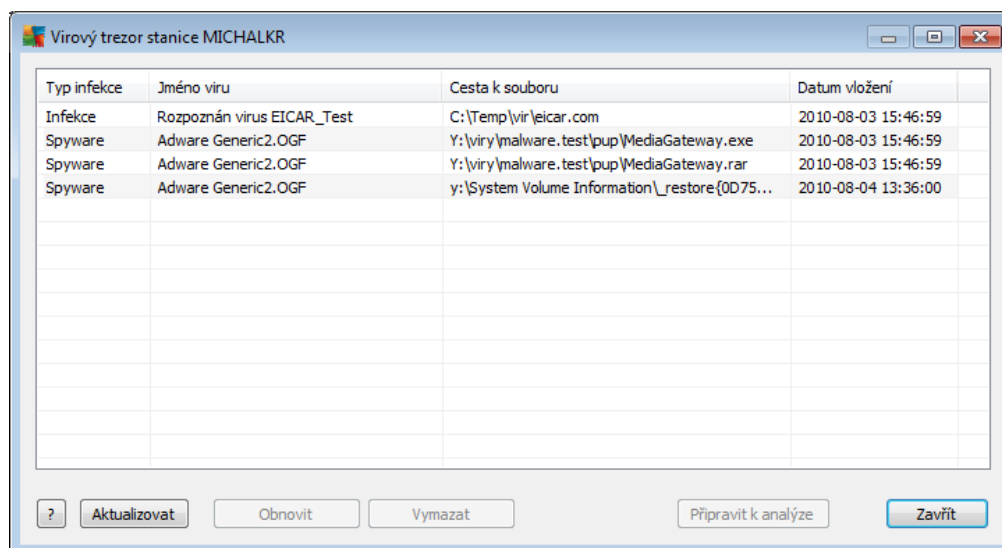 Virový trezor stanice MICHALKR
Typ infekce Jméno viru Cesta k souboru Datum vložení
Infekce Rozpoznán virus EICAR_Test C:\Temp\vir\eicar.com 2010-08-03 15:46:59
Spyware Adware Generic2.OGF Y:\viry\malware.test\pup\MediaGateway.exe 2010-08-03 15:46:59
Spyware Adware Generic2.OGF Y:\viry\malware.test\pup\MediaGateway.rar 2010-08-03 15:46:59
Spyware Adware Generic2.OGF y:\System Volume Information\_restore{0D75... 2010-08-04 13:36:00
? Aktualizovat Obnovit Vymazat Připravit k analýze Zavřít